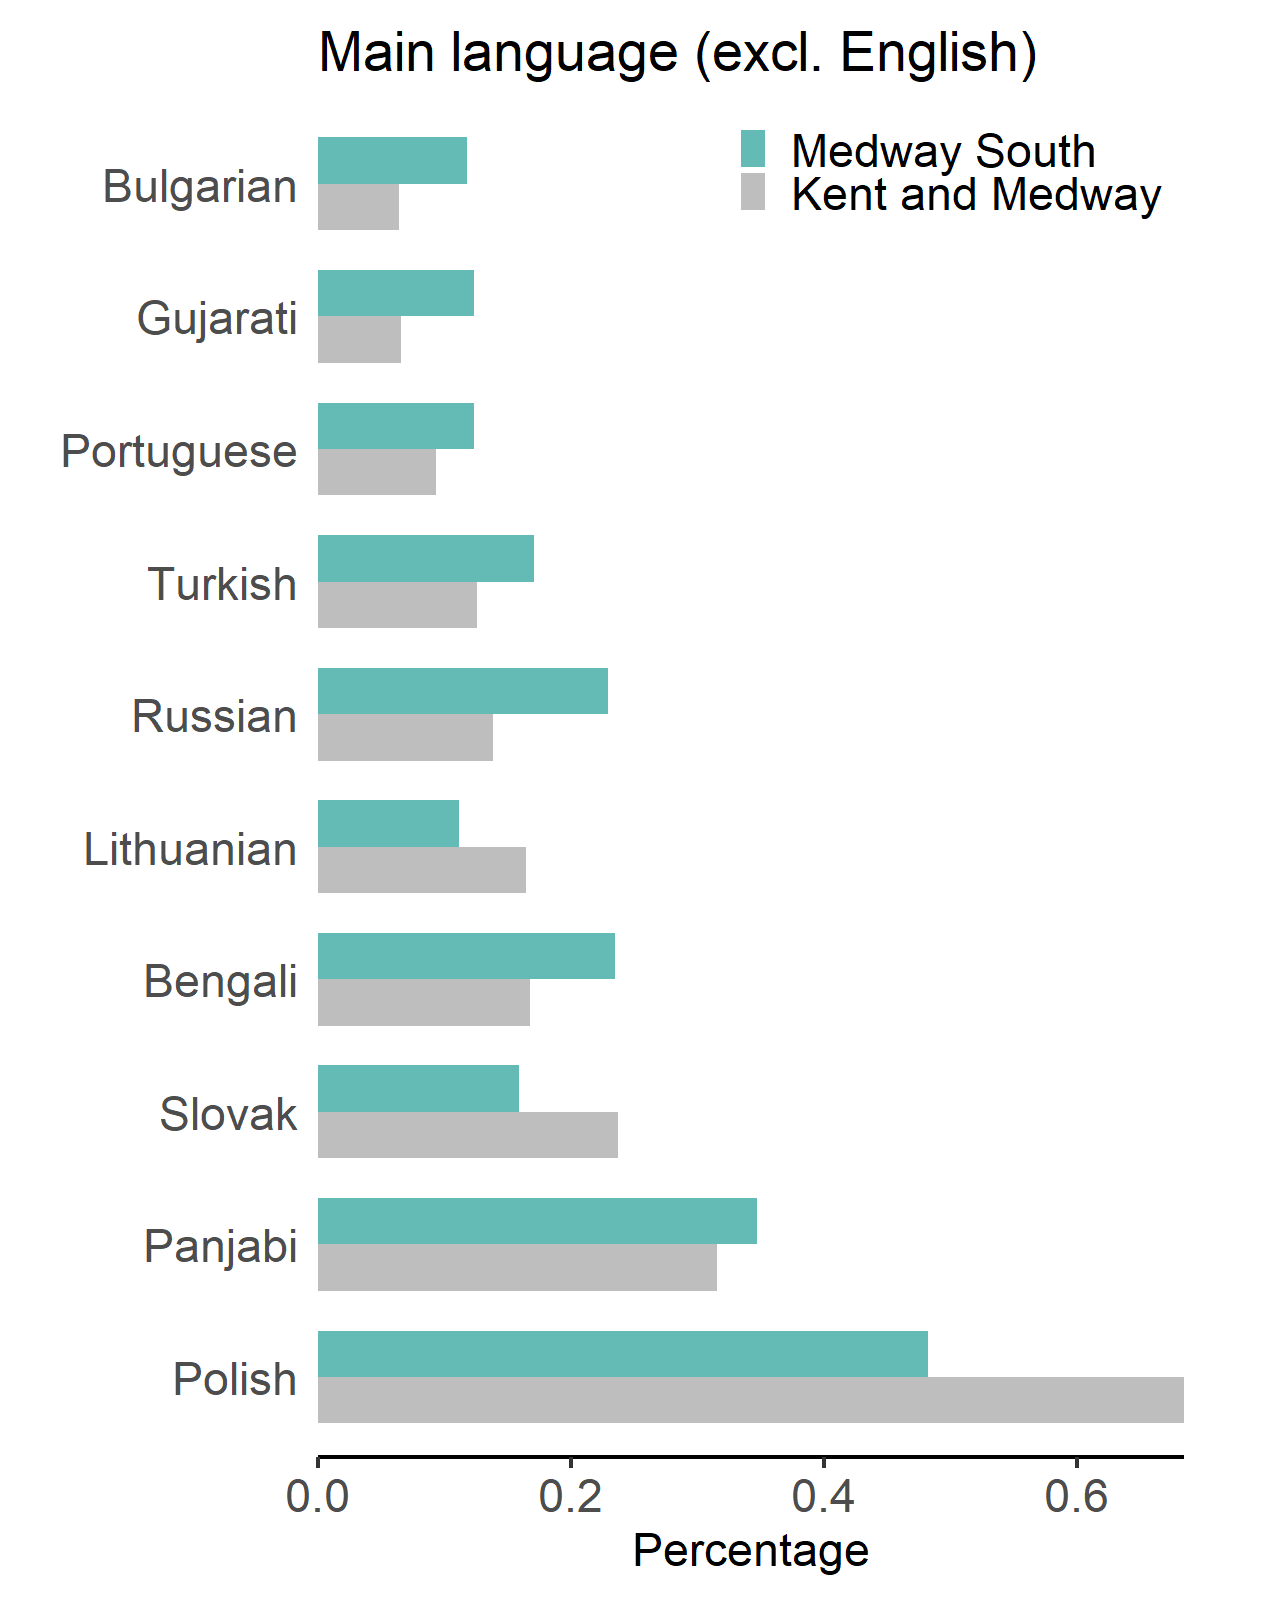 Main language (excl. English)
Medway South
Kent and Medway
Bulgarian
Gujarati
Portuguese
Turkish
Russian
Lithuanian
Bengali
Slovak
Panjabi
Polish
0.0 0.2 0.4 0.6
Percentage